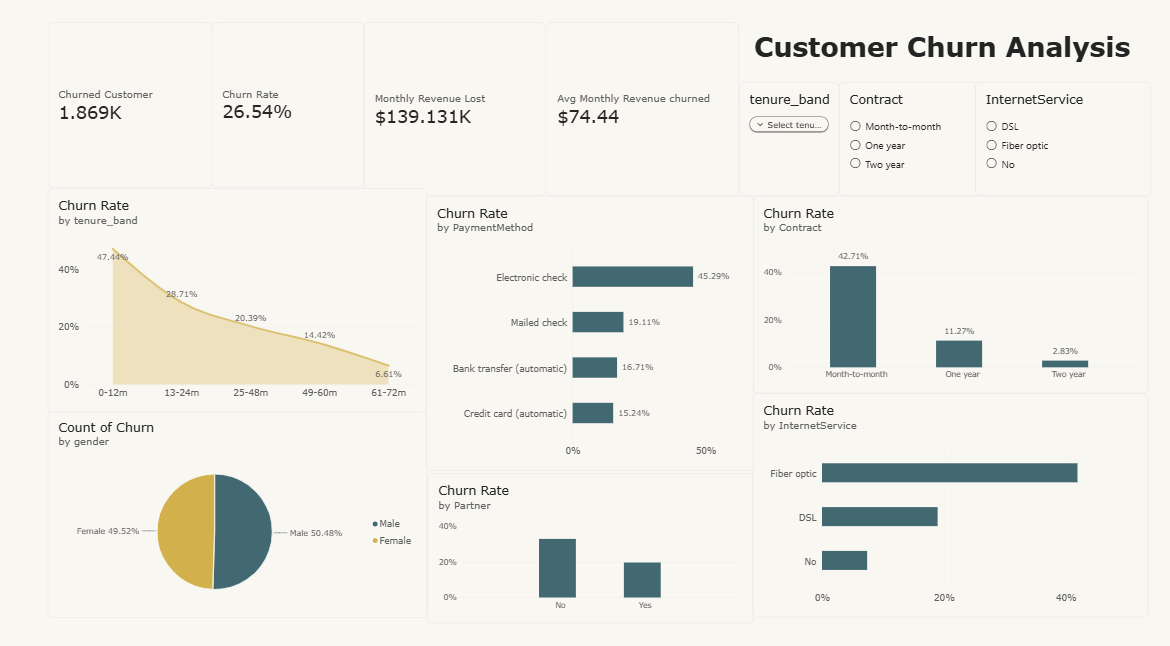 Customer Churn Analysis
Churned Customer
1.869K
Churn Rate
26.54%
Monthly Revenue Lost
$139.131K
Avg Monthly Revenue churned
$74.44
tenure_band
Select tenu...
Contract
Month-to-month
One year
Two year
InternetService
DSL
Fiber optic
No
Churn Rate
by tenure_band
40%
20%
0%
47.44%
28.71%
20.39%
14.42%
6.61%
0-12m
13-24m
25-48m
49-60m
61-72m
Churn Rate
by PaymentMethod
Electronic check
45.29%
Mailed check
19.11%
Bank transfer (automatic)
16.71%
Credit card (automatic)
15.24%
0%
50%
Churn Rate
by Contract
40%
20%
0%
42.71%
11.27%
2.83%
Month-to-month
One year
Two year
Count of Churn
by gender
Female 49.52%
Male 50.48%
Male
Female
Churn Rate
by Partner
40%
20%
0%
No
Yes
Churn Rate
by InternetService
Fiber optic
DSL
No
0%
20%
40%